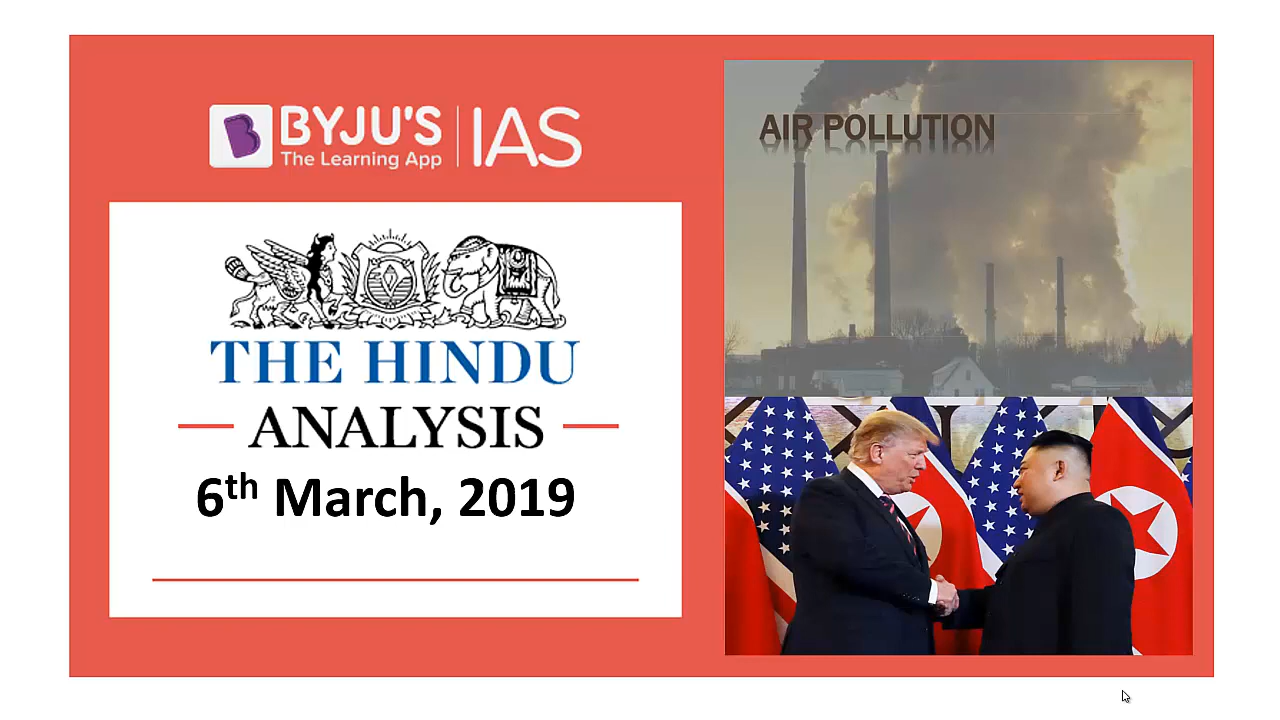 BYJU'S IAS
The Learning App
THE HINDU
ANALYSIS
6th March, 2019
AIR POLLUTION